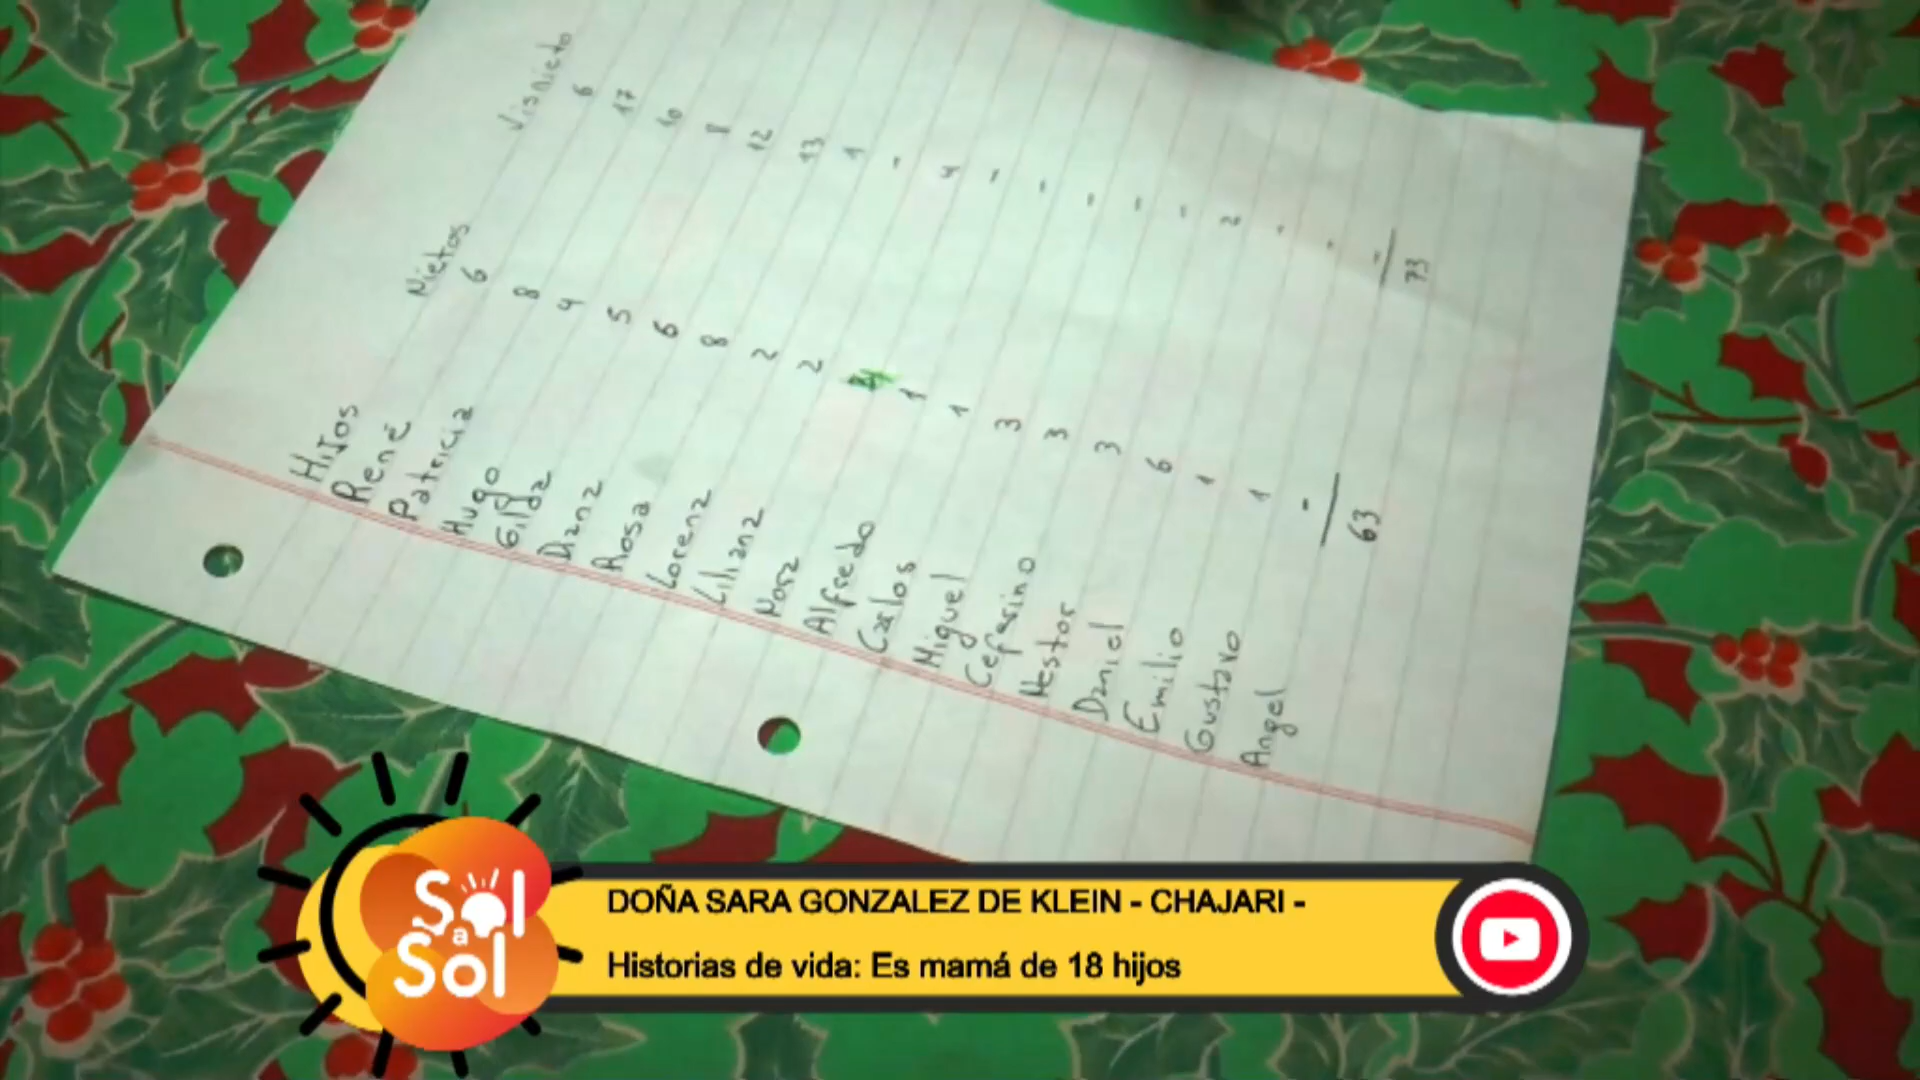 Hijos Nietos Visnieto
René 6 6
Patricia 8 17
Hugo 4 10
Gilda 5 8
Diana 6 12
Rosa 8 13
Lorena 2 1
Liliana 2 -
Nora 4
Alfredo 1 -
Carlos 1 -
Miguel 3 -
Ceferino 3 -
Nestor 3 -
Daniel 6 2
Emilio 1 -
Gustavo 1 -
Angel - -
63 73
Sol a Sol
DOÑA SARA GONZALEZ DE KLEIN - CHAJARI -
Historias de vida: Es mamá de 18 hijos